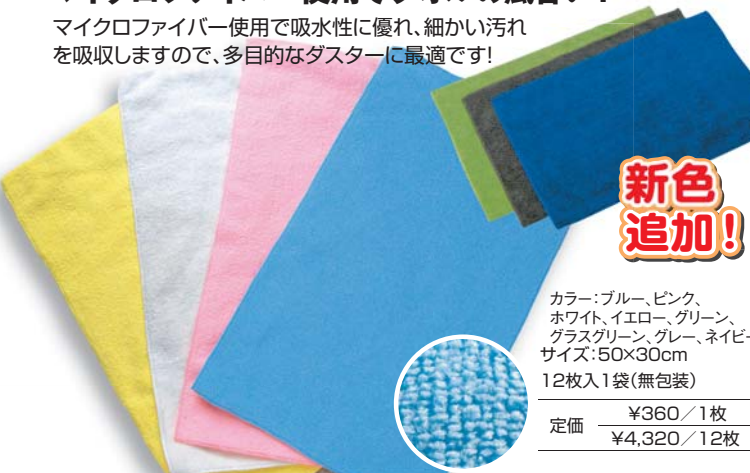 マイクロファイバー使用で吸水性に優れ、細かい汚れ
を吸収しますので、多目的なダスターに最適です!
新色
追加!
カラー:ブルー、ピンク、
ホワイト、イエロー、グリーン、
グラスグリーン、グレー、ネイビー
サイズ:50×30cm
12枚入1袋(無包装)
定価
¥360/1枚
¥4,320/12枚